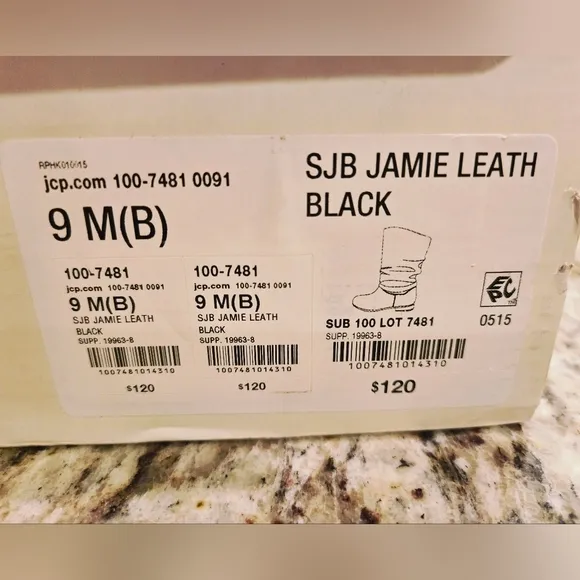 RPHK010615
jcp.com 100-7481 0091
9 M(B)
SJB JAMIE LEATH
BLACK
100-7481
jcp.com 100-7481 0091
9 M(B)
SJB JAMIE LEATH
BLACK
SUPP. 19963-8
1007481014310
$120
100-7481
jcp.com 100-7481 0091
9 M(B)
SJB JAMIE LEATH
BLACK
SUPP. 19963-8
1007481014310
$120
SUB 100 LOT 7481
SUPP. 19963-8
1007481014310
$120
EPC
TM
0515